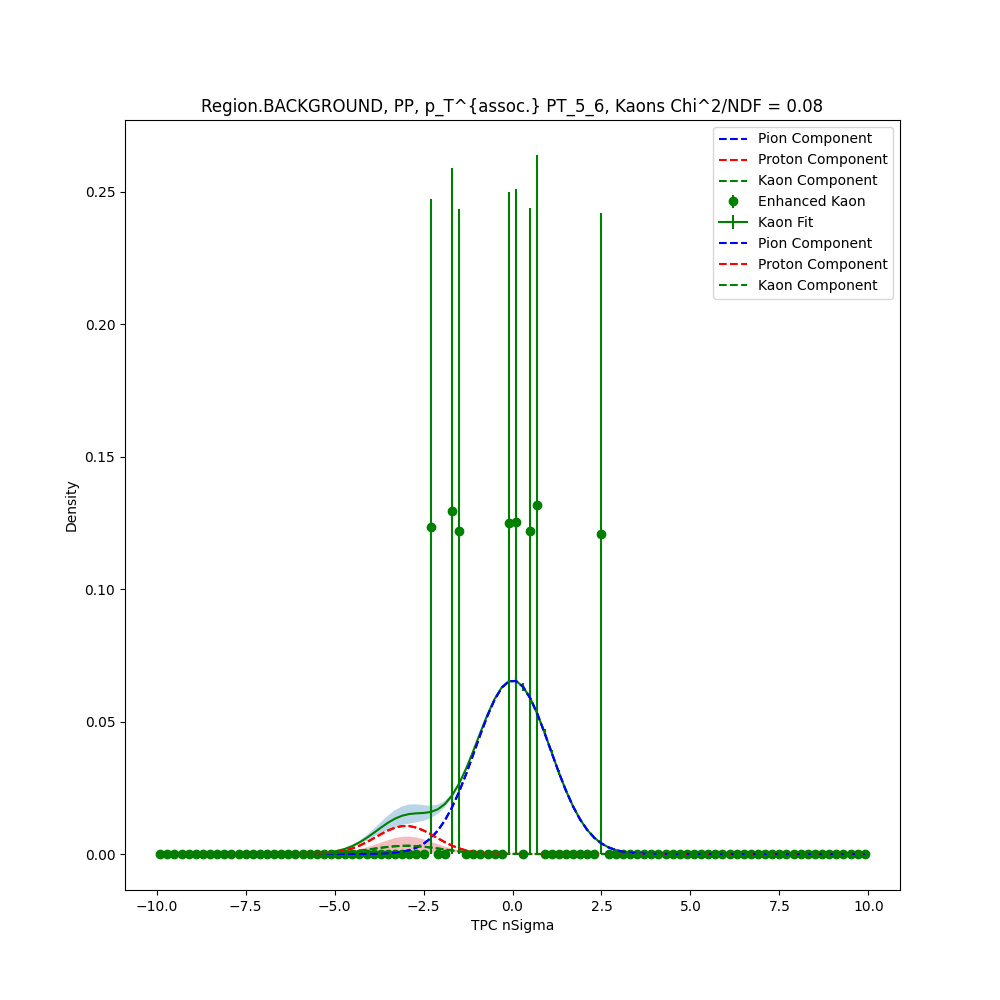 Region.BACKGROUND, PP, p_T^{assoc.} PT_5_6, Kaons Chi^2/NDF = 0.08
Pion Component
Proton Component
Kaon Component
Enhanced Kaon
Kaon Fit
Pion Component
Proton Component
Kaon Component
0.25
0.20
0.15
0.10
0.05
0.00
Density
−10.0 −7.5 −5.0 −2.5 0.0 2.5 5.0 7.5 10.0
TPC nSigma